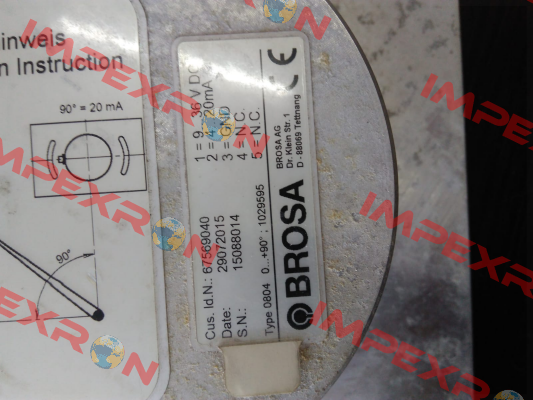 inweis
n Instruction
90° = 20 mA
90°
Cus. Id.N.: 67569040
Date: 29072015
S.N.: 15088014
Type 0804 0...+90° ; 1029595
1 = 9...36 V DC
2 = 4...20mA
3 = GND
4 = N.C.
5 = N.C.
BROSA
BROSA AG
Dr. Klein Str. 1
D - 88069 Tettnang
CE
IMPEXRON
IMPEXRON
IMPEXRON
IMPEXRON
IMPEXRON